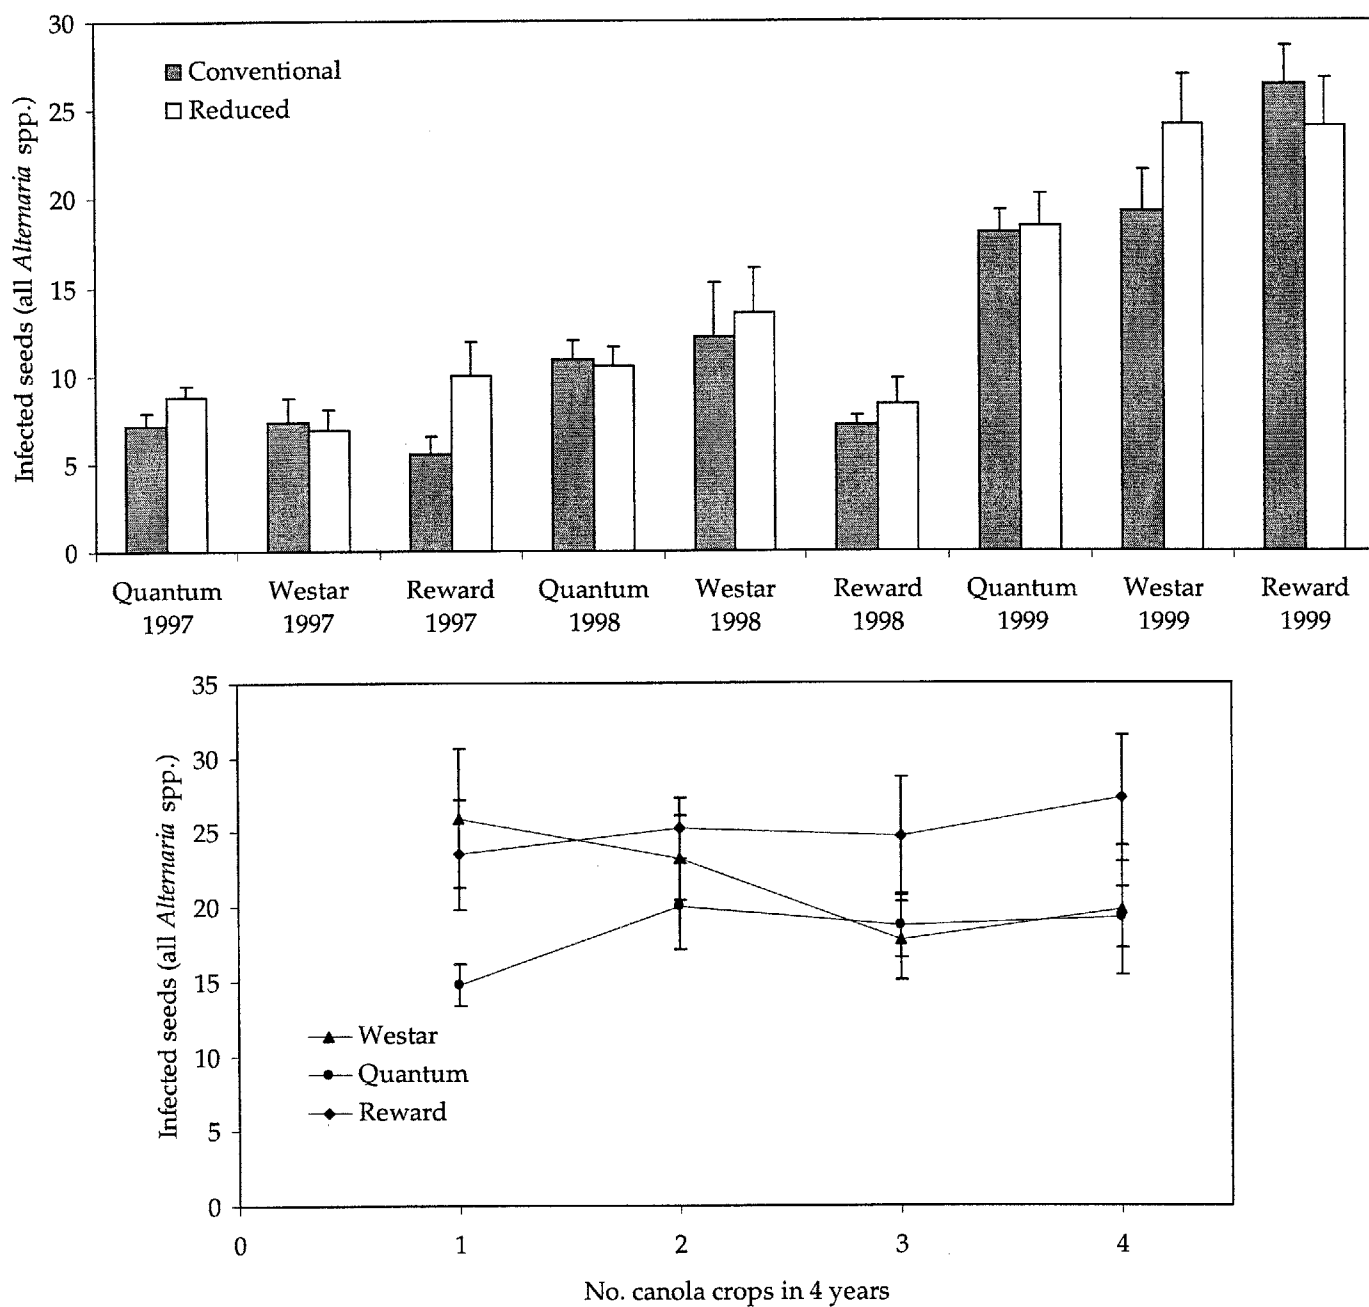 30
25
20
15
10
5
0
Infected seeds (all Alternaria spp.)
Conventional
Reduced
Quantum 1997
Westar 1997
Reward 1997
Quantum 1998
Westar 1998
Reward 1998
Quantum 1999
Westar 1999
Reward 1999
35
30
25
20
15
10
5
0
Infected seeds (all Alternaria spp.)
Westar
Quantum
Reward
0 1 2 3 4
No. canola crops in 4 years